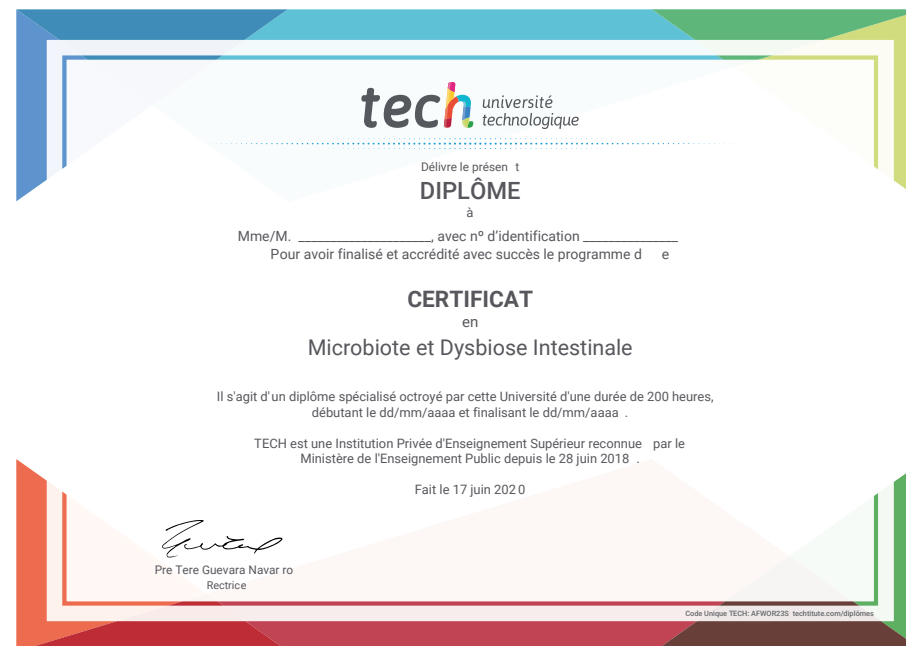 tech université
technologique
Délivre le présen t
DIPLÔME
à
Mme/M. ____________________, avec nº d'identification ______________
Pour avoir finalisé et accrédité avec succès le programme d e
CERTIFICAT
en
Microbiote et Dysbiose Intestinale
Il s'agit d'un diplôme spécialisé octroyé par cette Université d'une durée de 200 heures,
débutant le dd/mm/aaaa et finalisant le dd/mm/aaaa .
TECH est une Institution Privée d'Enseignement Supérieur reconnue par le
Ministère de l'Enseignement Public depuis le 28 juin 2018 .
Fait le 17 juin 2020
Pre Tere Guevara Navar ro
Rectrice
Code Unique TECH: AFWOR23S techtitute.com/diplômes